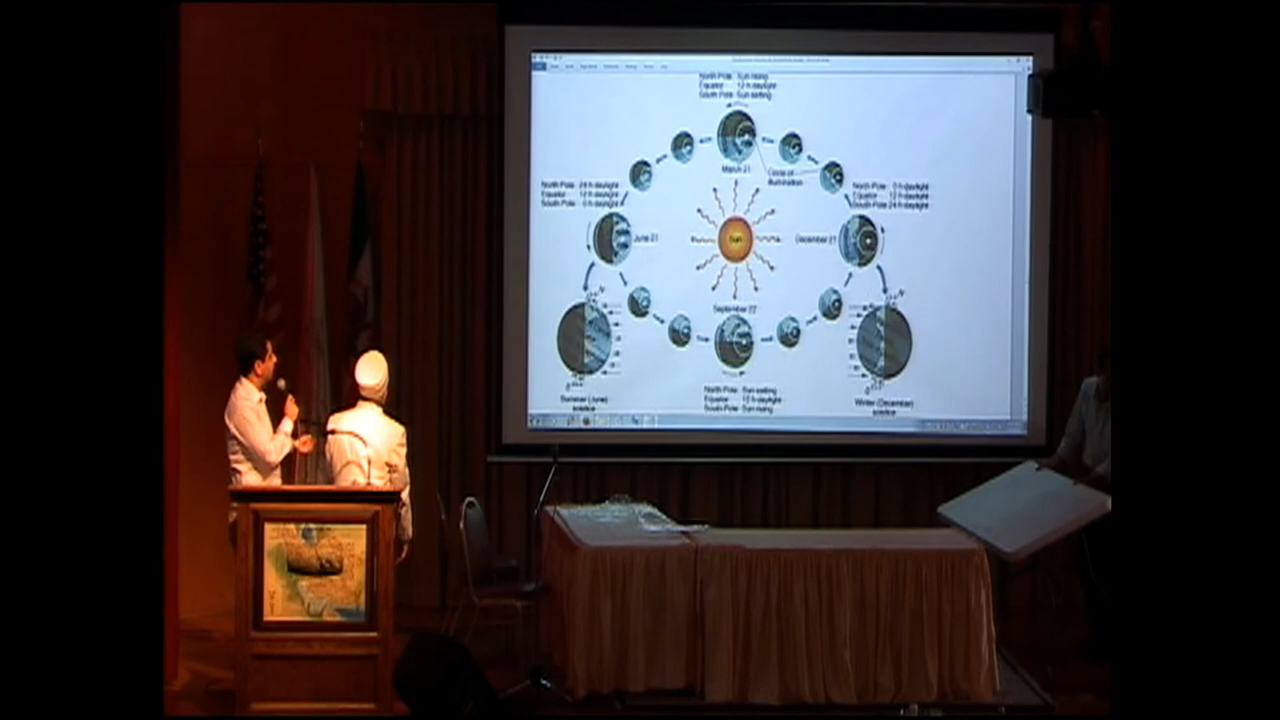 North Pole : Sun rising
Equator : 12 h daylight
South Pole : Sun setting
March 21
Circle of
illumination
North Pole : 24 h daylight
Equator : 12 h daylight
South Pole : 0 h daylight
North Pole : 0 h daylight
Equator : 12 h daylight
South Pole 24 h daylight
June 21
Sun
December 21
September 22
North Pole : Sun setting
Equator : 12 h daylight
South Pole : Sun rising
Summer (June)
solstice
Winter (December)
solstice